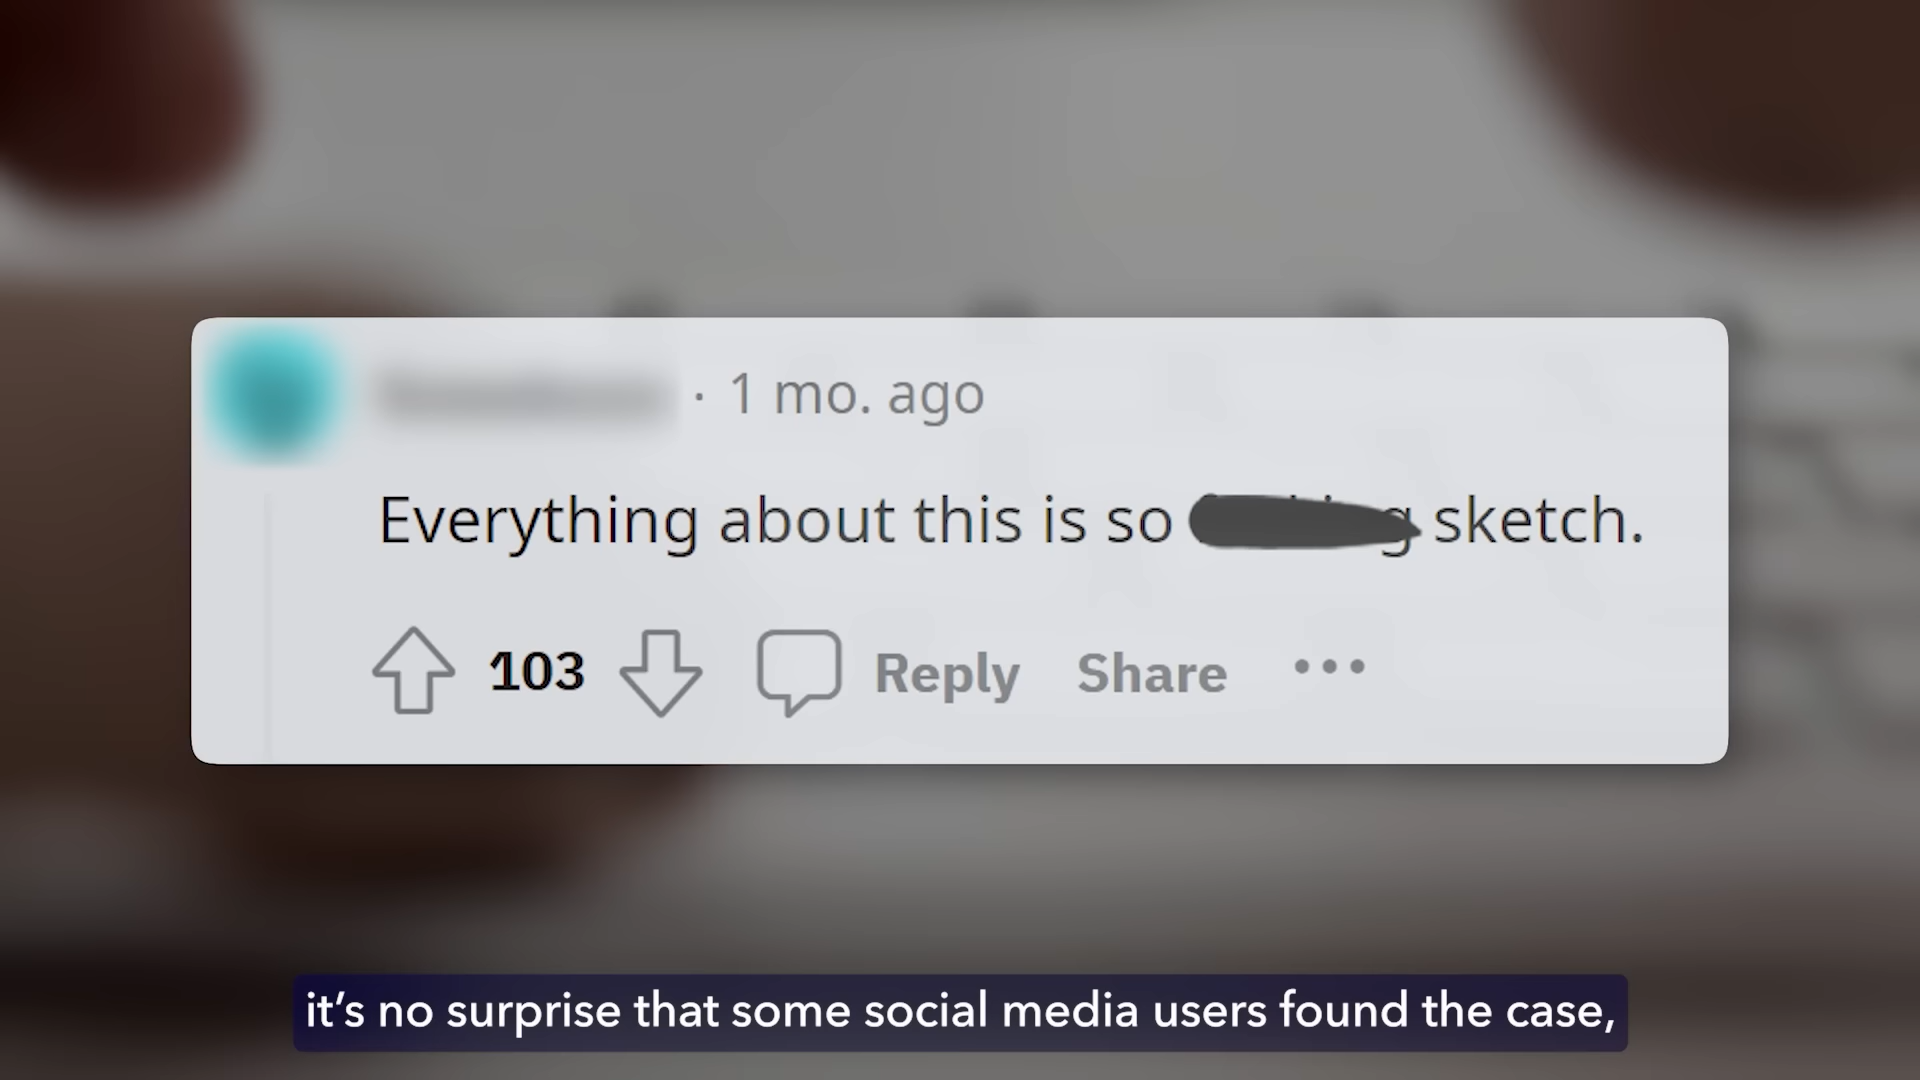 · 1 mo. ago
Everything about this is so sketch.
103 Reply Share •••
it’s no surprise that some social media users found the case,